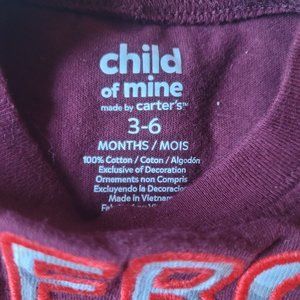 child
of mine
made by carter's™
3-6
MONTHS / MOIS
100% Cotton / Coton / Algodón
Exclusive of Decoration
Ornements non Compris
Excluyendo la Decoración
Made in Vietnam